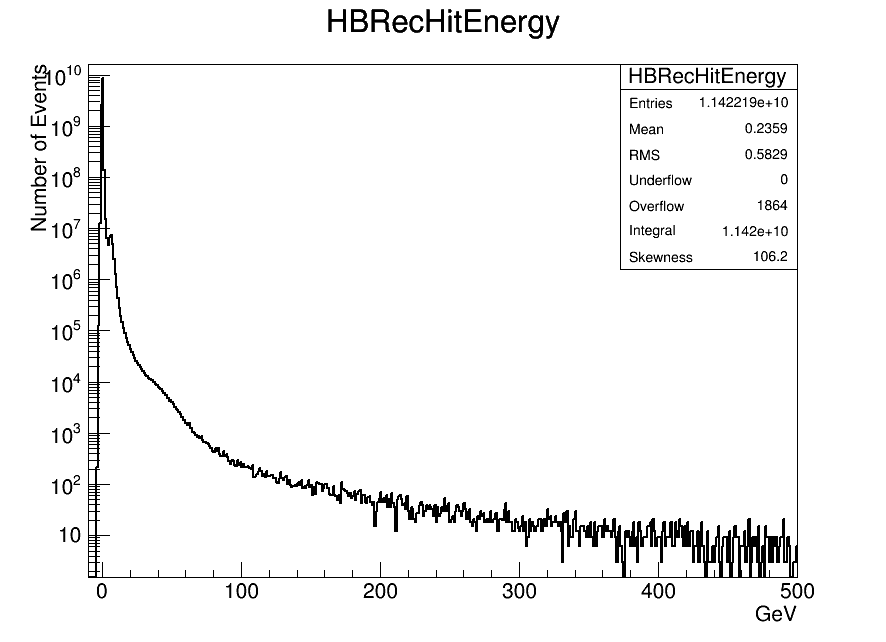 HBRecHitEnergy
Number of Events
10^10
10^9
10^8
10^7
10^6
10^5
10^4
10^3
10^2
10
HBRecHitEnergy
Entries 1.142219e+10
Mean 0.2359
RMS 0.5829
Underflow 0
Overflow 1864
Integral 1.142e+10
Skewness 106.2
0 100 200 300 400 500
GeV